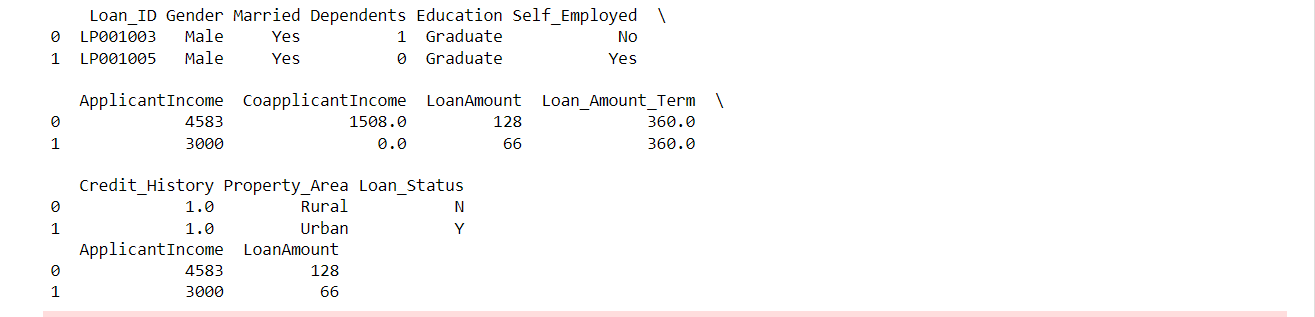 Loan_ID Gender Married Dependents Education Self_Employed \
0 LP001003 Male Yes 1 Graduate No
1 LP001005 Male Yes 0 Graduate Yes
ApplicantIncome CoapplicantIncome LoanAmount Loan_Amount_Term \
0 4583 1508.0 128 360.0
1 3000 0.0 66 360.0
Credit_History Property_Area Loan_Status
0 1.0 Rural N
1 1.0 Urban Y
ApplicantIncome LoanAmount
0 4583 128
1 3000 66